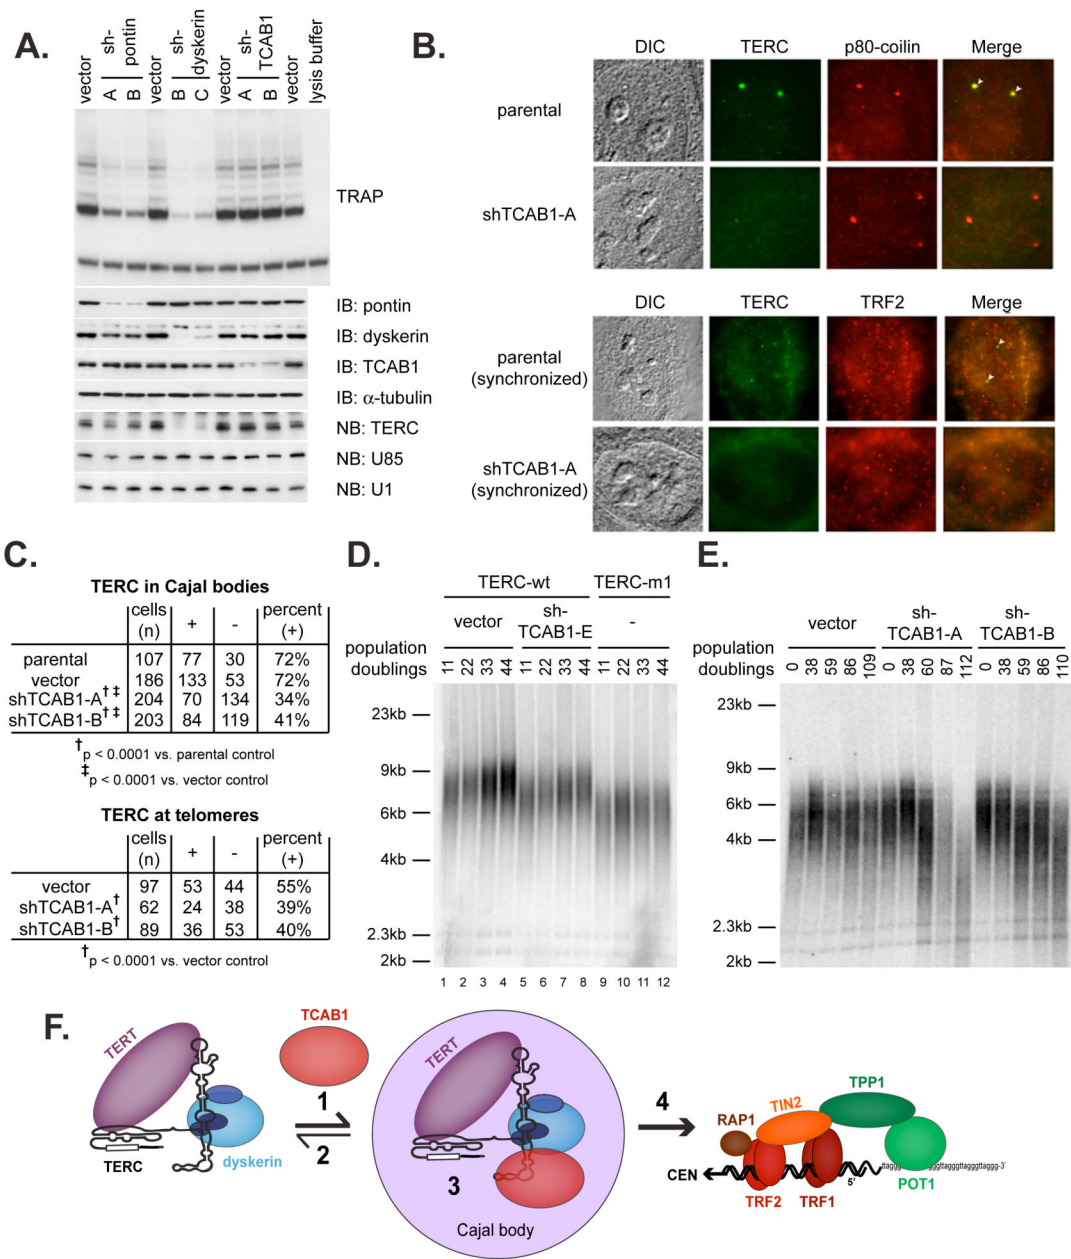 A.
vector
sh-
pontin
A
B
vector
sh-
dyskerin
B
C
vector
sh-
TCAB1
A
B
vector
lysis buffer
TRAP
IB: pontin
IB: dyskerin
IB: TCAB1
IB: α-tubulin
NB: TERC
NB: U85
NB: U1
B.
DIC TERC p80-coilin Merge
parental
shTCAB1-A
DIC TERC TRF2 Merge
parental
(synchronized)
shTCAB1-A
(synchronized)
C.
TERC in Cajal bodies
cells (n) + - percent (+)
parental 107 77 30 72%
vector 186 133 53 72%
shTCAB1-A†‡ 204 70 134 34%
shTCAB1-B†‡ 203 84 119 41%
†p < 0.0001 vs. parental control
‡p < 0.0001 vs. vector control
TERC at telomeres
cells (n) + - percent (+)
vector 97 53 44 55%
shTCAB1-A† 62 24 38 39%
shTCAB1-B† 89 36 53 40%
†p < 0.0001 vs. vector control
D.
TERC-wt TERC-m1
vector sh-TCAB1-E -
population doublings 11 22 33 44 11 22 33 44 11 22 33 44
23kb
9kb
6kb
4kb
2.3kb
2kb
1 2 3 4 5 6 7 8 9 10 11 12
E.
vector sh-TCAB1-A sh-TCAB1-B
population doublings 0 38 59 86 109 0 38 60 87 112 0 38 59 86 110
23kb
9kb
6kb
4kb
2.3kb
2kb
F.
TERT
TERC
dyskerin
TCAB1
1
2
TERT
3
Cajal body
4
RAP1
TIN2
TPP1
CEN
TRF2
TRF1
5'
POT1
ttaggg ggttagggttagggttaggg-3'